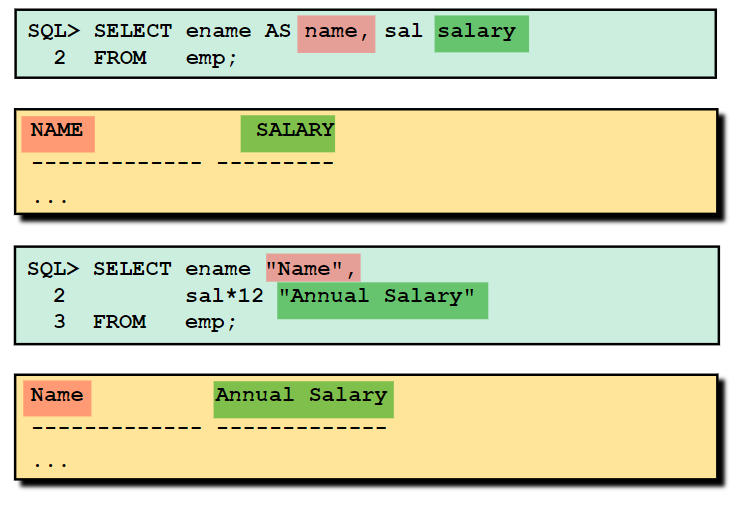 SQL> SELECT ename AS name, sal salary
2 FROM emp;
NAME SALARY
------------- ---------
...
SQL> SELECT ename "Name",
2 sal*12 "Annual Salary"
3 FROM emp;
Name Annual Salary
------------- -------------
...